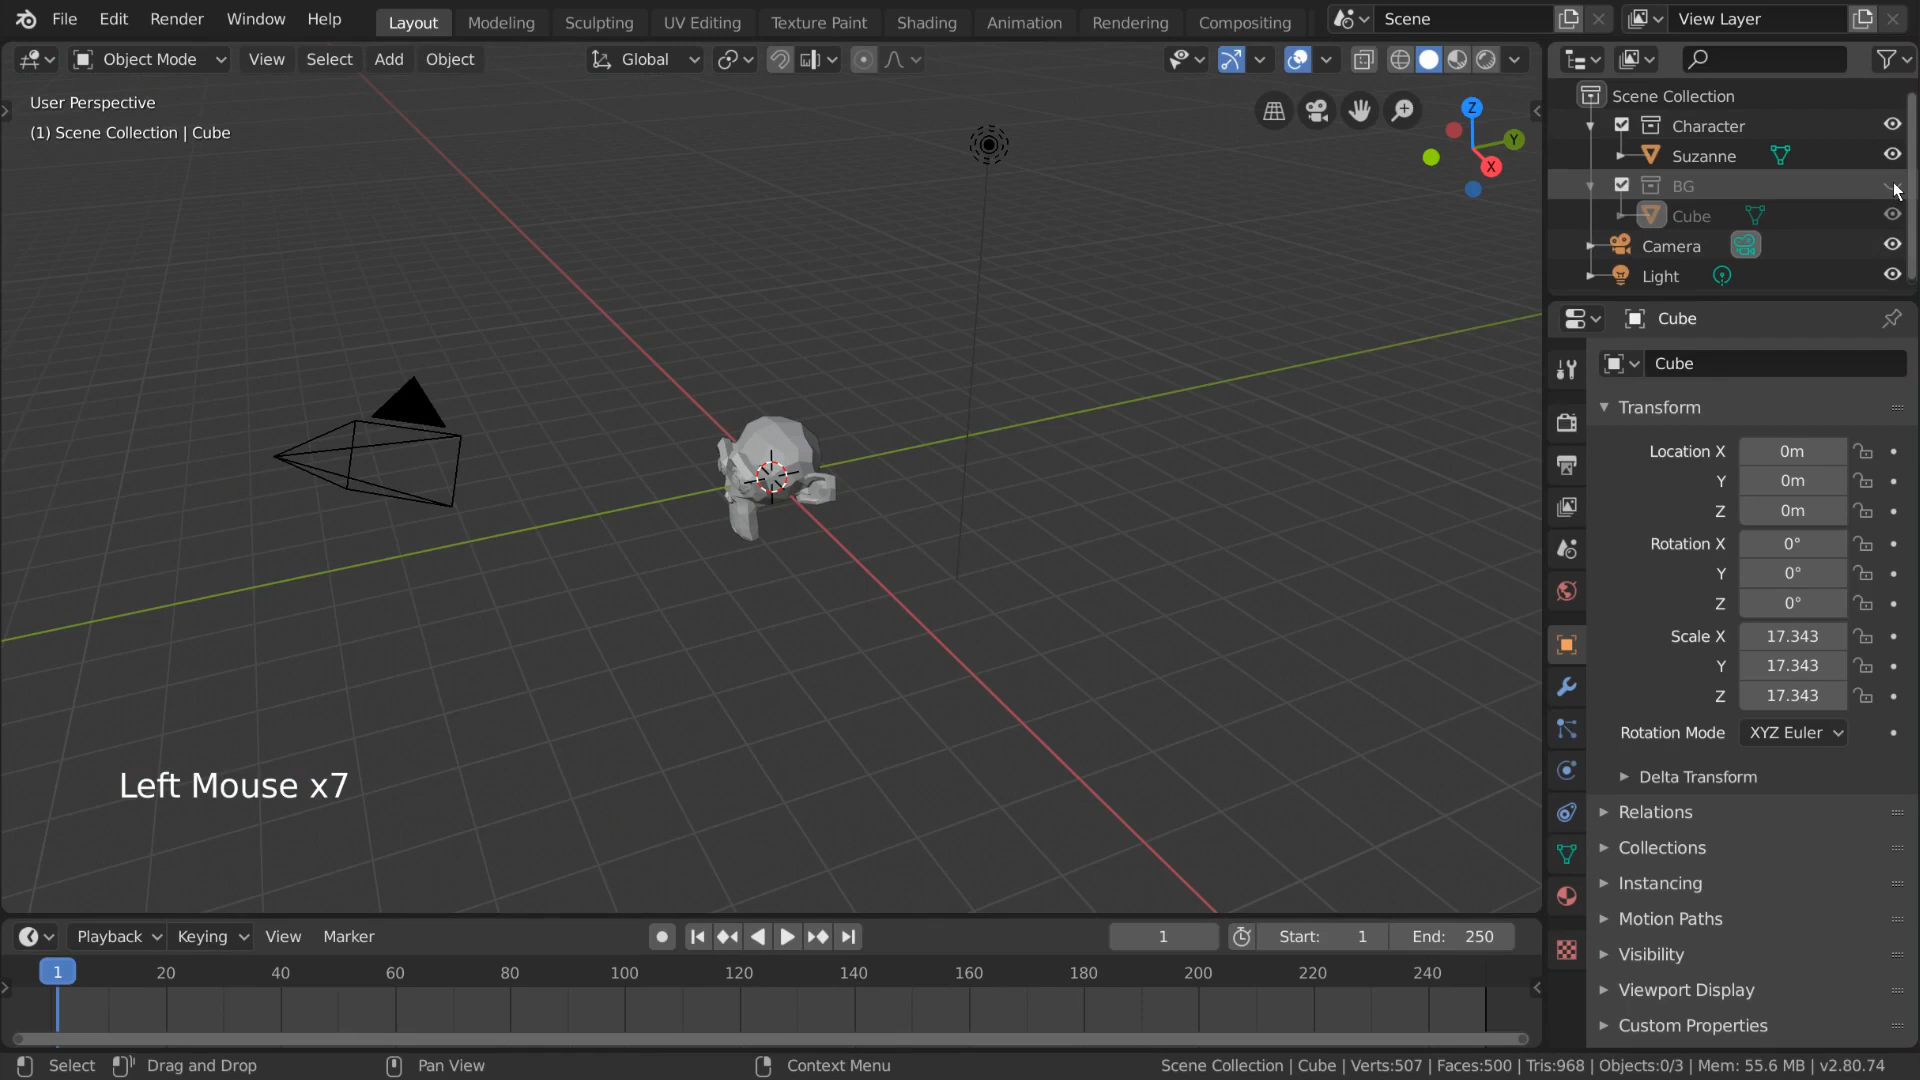 File Edit Render Window Help Layout Modeling Sculpting UV Editing Texture Paint Shading Animation Rendering Compositing Scene View Layer
Object Mode View Select Add Object Global
User Perspective
(1) Scene Collection | Cube
Z
Y
X
Scene Collection
Character
Suzanne
BG
Cube
Camera
Light
Cube
Cube
Transform
Location X 0m
Y 0m
Z 0m
Rotation X 0°
Y 0°
Z 0°
Scale X 17.343
Y 17.343
Z 17.343
Rotation Mode XYZ Euler
Delta Transform
Relations
Collections
Instancing
Motion Paths
Visibility
Viewport Display
Custom Properties
Left Mouse x7
Playback Keying View Marker 1 Start: 1 End: 250
1 20 40 60 80 100 120 140 160 180 200 220 240
Select Drag and Drop Pan View Context Menu Scene Collection | Cube | Verts:507 | Faces:500 | Tris:968 | Objects:0/3 | Mem: 55.6 MB | v2.80.74